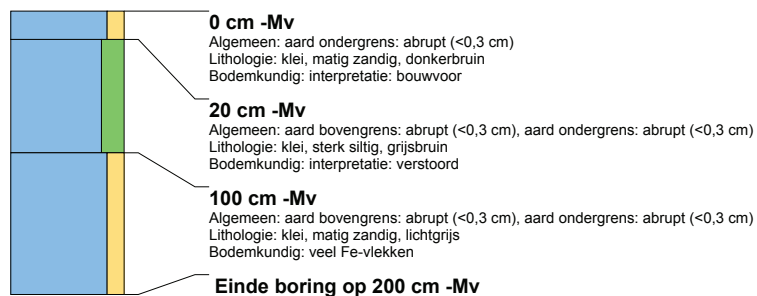 0 cm -Mv
Algemeen: aard ondergrens: abrupt (<0,3 cm)
Lithologie: klei, matig zandig, donkerbruin
Bodemkundig: interpretatie: bouwvoor
20 cm -Mv
Algemeen: aard bovengrens: abrupt (<0,3 cm), aard ondergrens: abrupt (<0,3 cm)
Lithologie: klei, sterk siltig, grijsbruin
Bodemkundig: interpretatie: verstoord
100 cm -Mv
Algemeen: aard bovengrens: abrupt (<0,3 cm), aard ondergrens: abrupt (<0,3 cm)
Lithologie: klei, matig zandig, lichtgrijs
Bodemkundig: veel Fe-vlekken
Einde boring op 200 cm -Mv